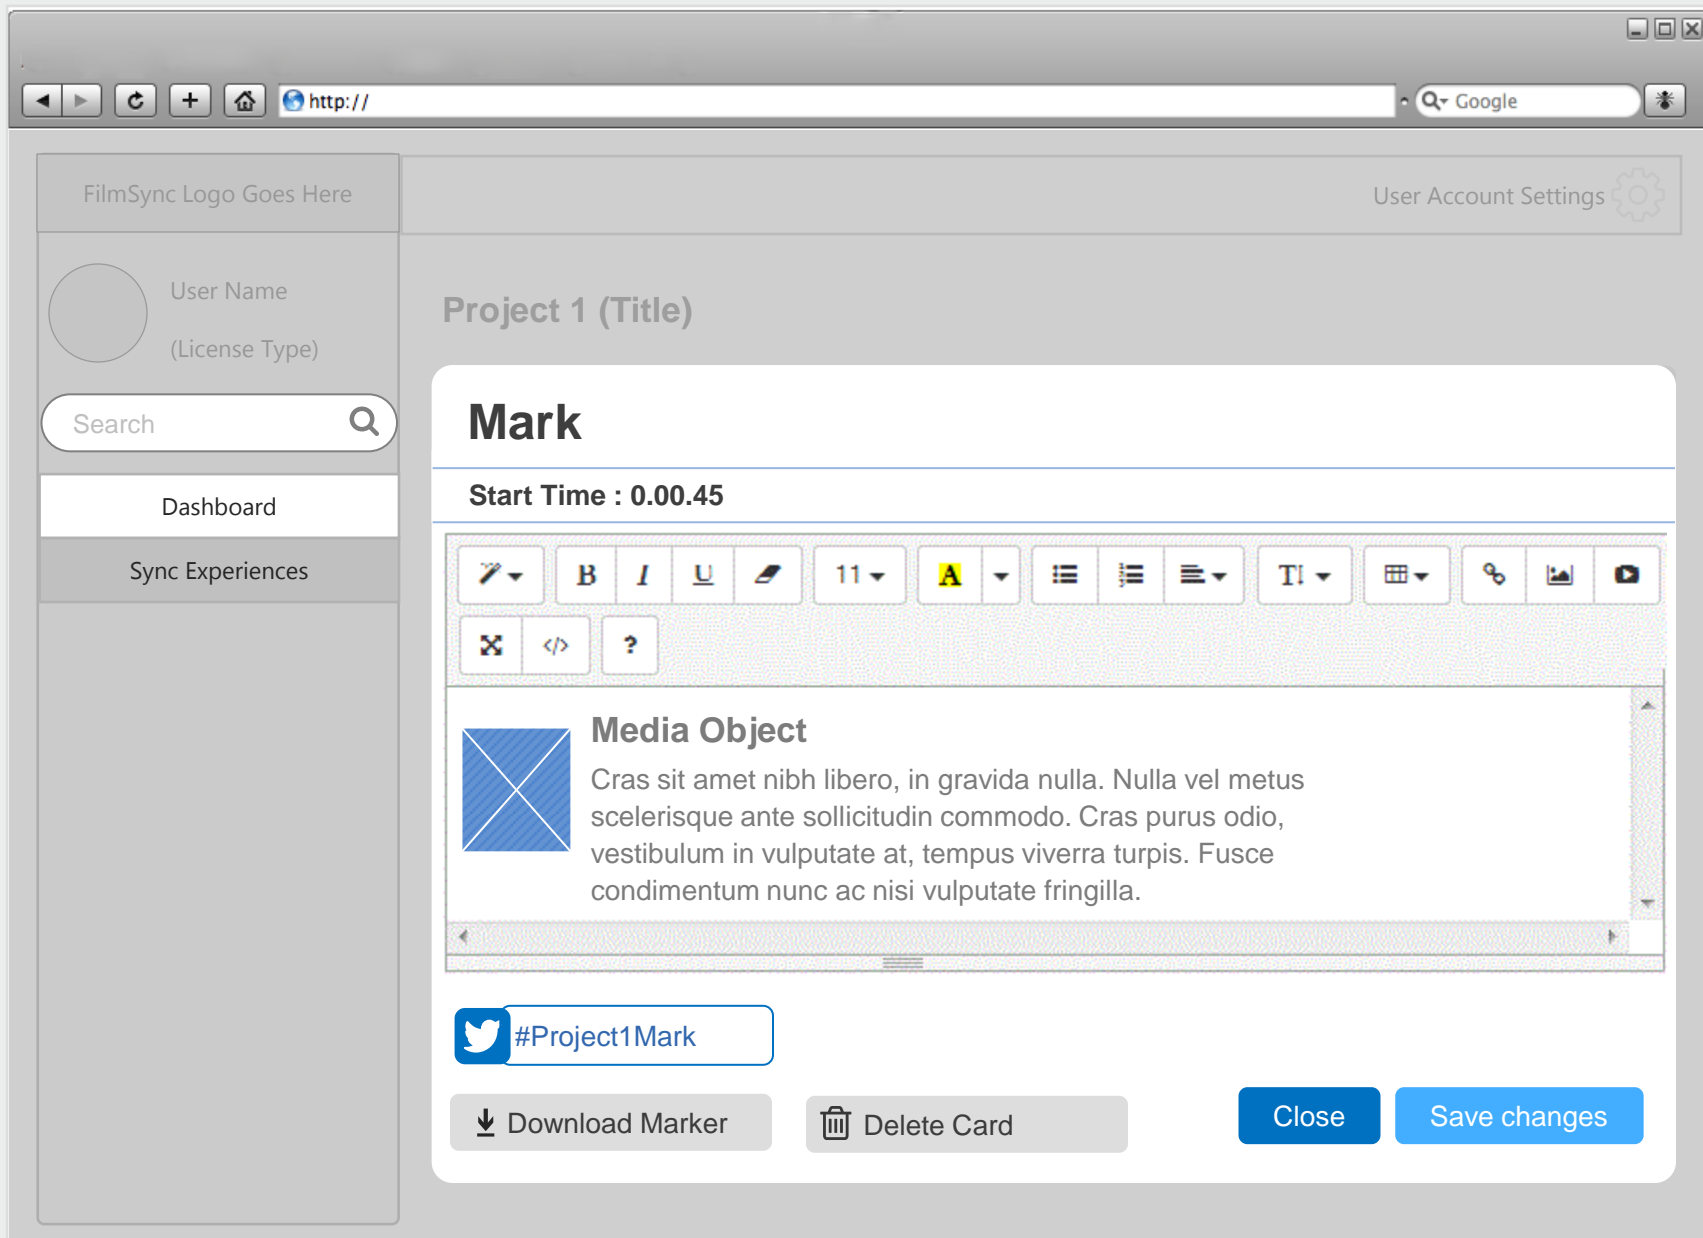 http://
Google
FilmSync Logo Goes Here
User Account Settings
User Name
(License Type)
Search
Dashboard
Sync Experiences
Project 1 (Title)
Mark
Start Time : 0.00.45
B I U 11 A T
</> ?
Media Object
Cras sit amet nibh libero, in gravida nulla. Nulla vel metus
scelerisque ante sollicitudin commodo. Cras purus odio,
vestibulum in vulputate at, tempus viverra turpis. Fusce
condimentum nunc ac nisi vulputate fringilla.
#Project1Mark
Download Marker
Delete Card
Close
Save changes